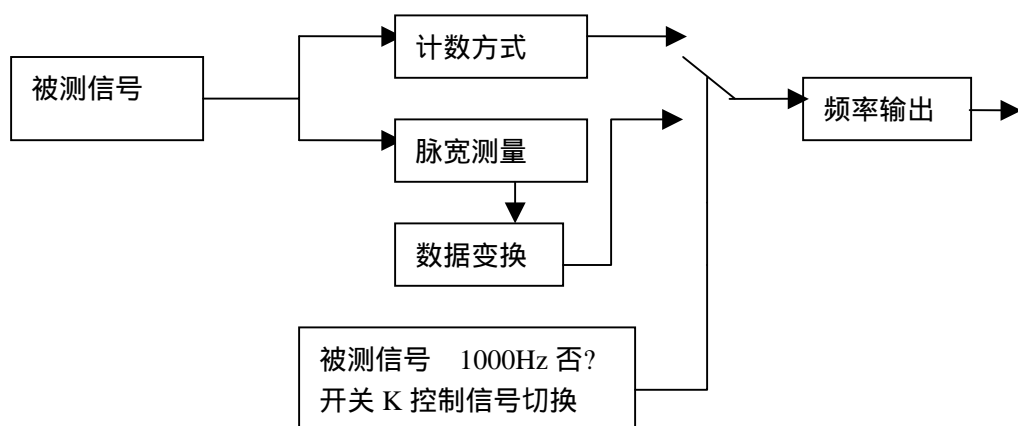 计数方式
被测信号
频率输出
脉宽测量
数据变换
被测信号 1000Hz 否?
开关 K 控制信号切换